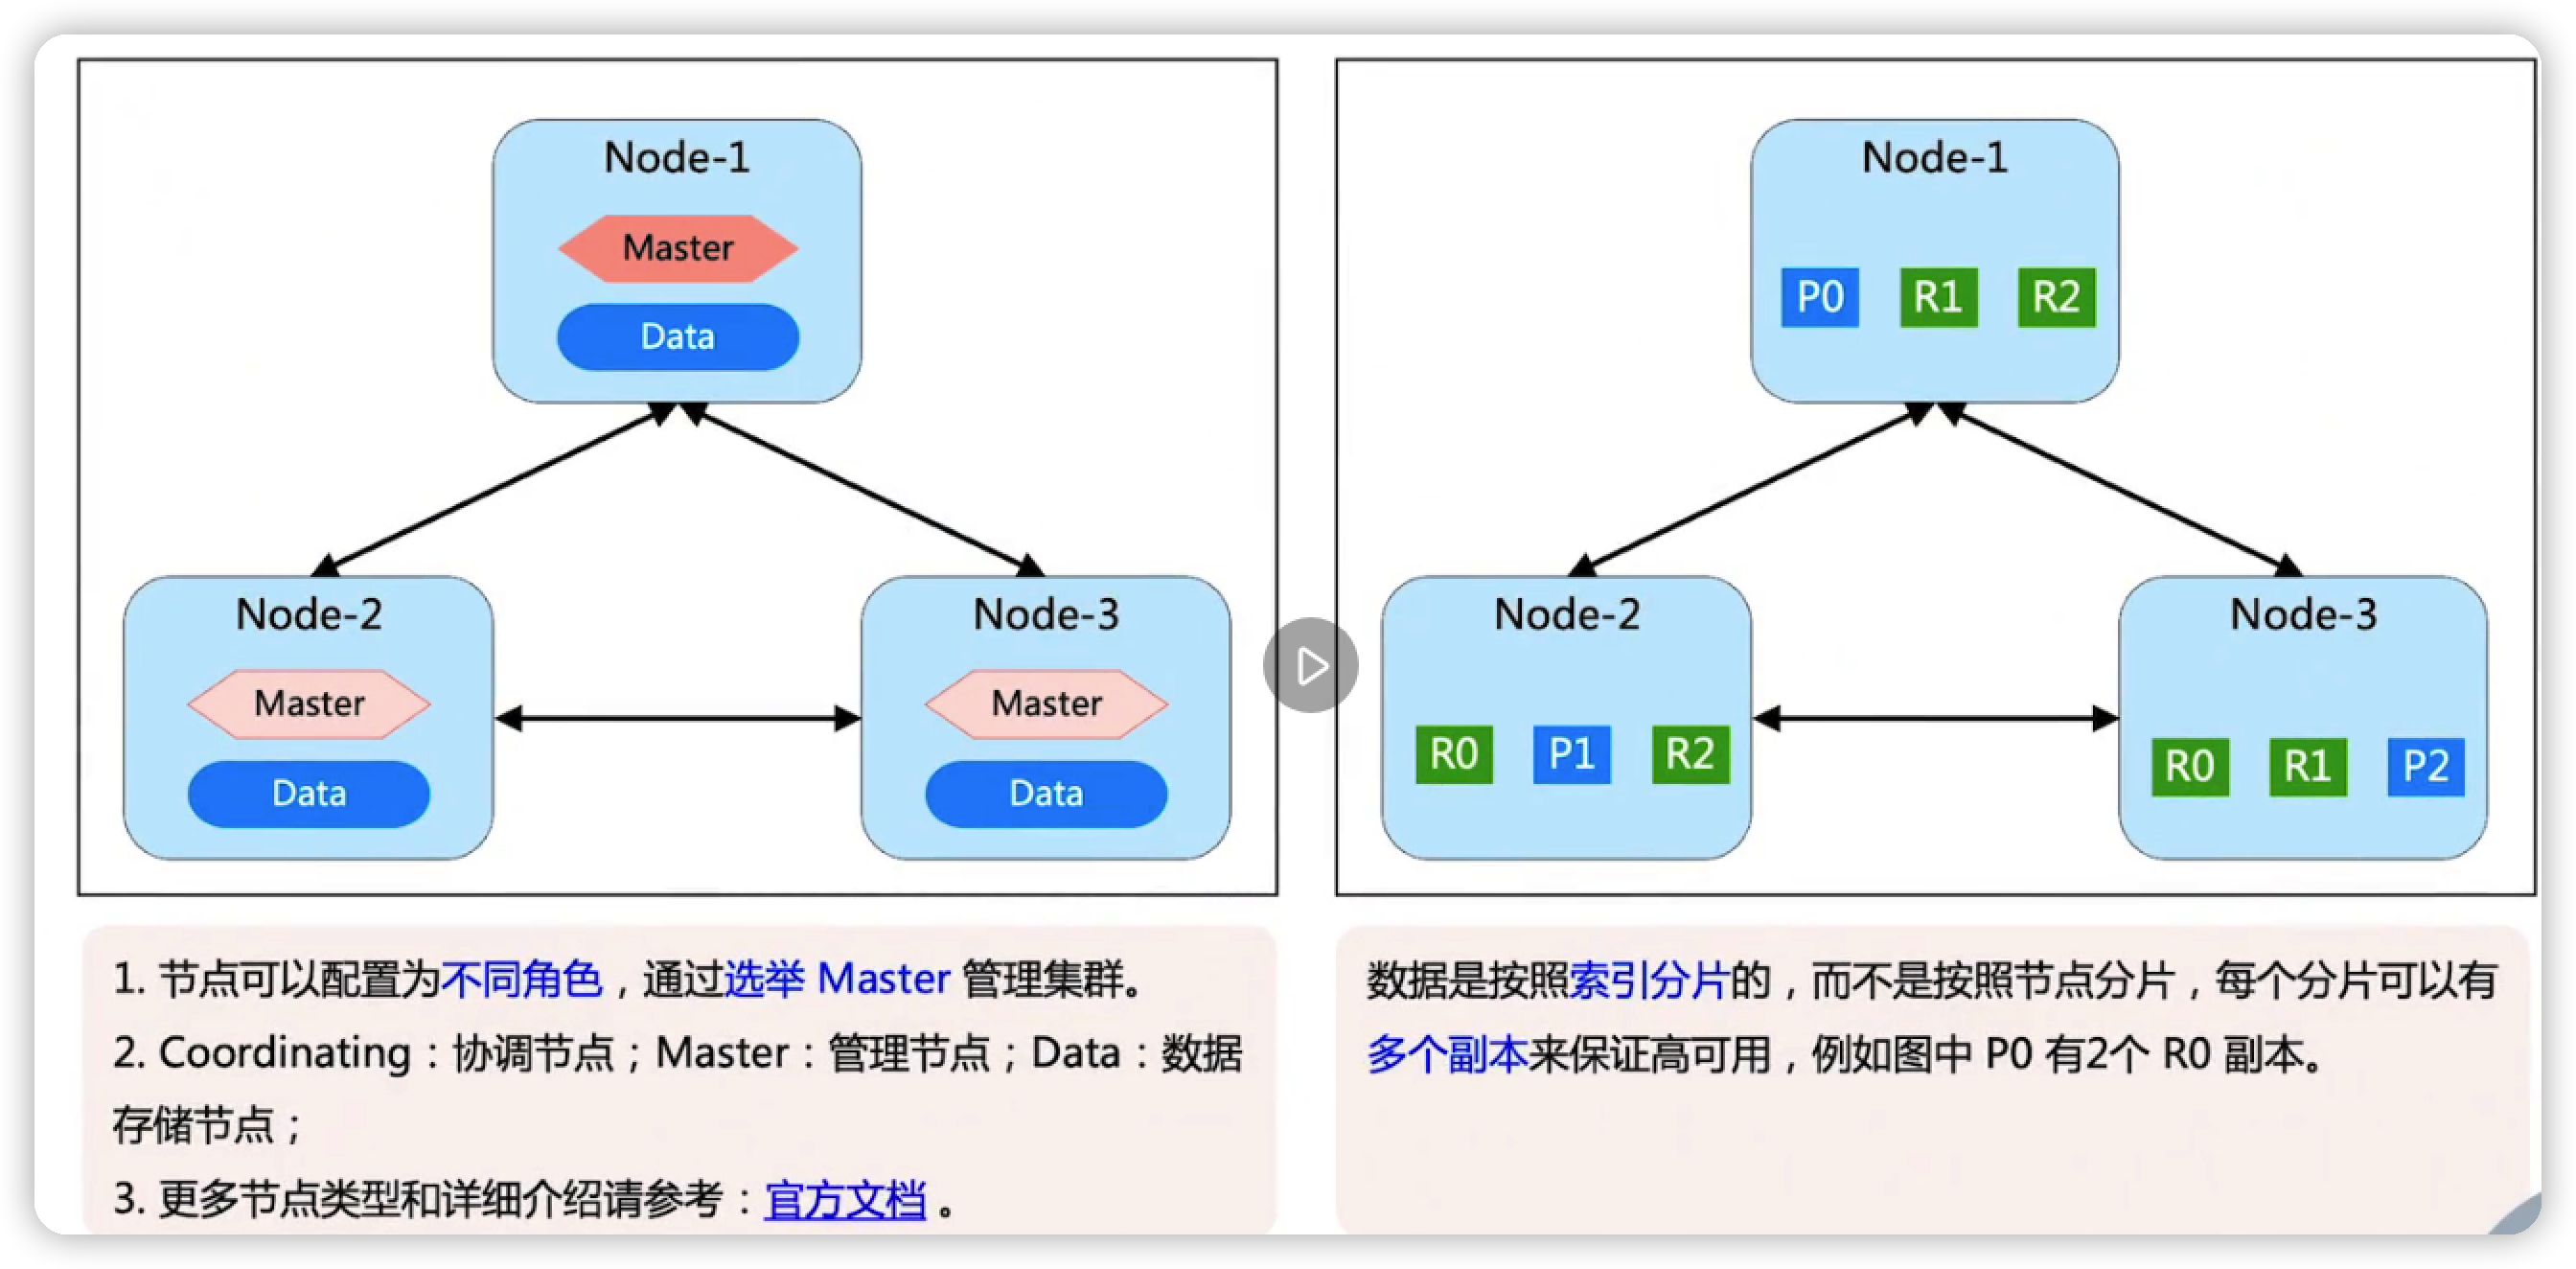 Node-1
Master
Data
Node-2
Master
Data
Node-3
Master
Data
Node-1
P0 R1 R2
Node-2
R0 P1 R2
Node-3
R0 R1 P2
1. 节点可以配置为不同角色，通过选举 Master 管理集群。
2. Coordinating：协调节点；Master：管理节点；Data：数据
存储节点；
3. 更多节点类型和详细介绍请参考：官方文档 。
数据是按照索引分片的，而不是按照节点分片，每个分片可以有
多个副本来保证高可用，例如图中 P0 有2个 R0 副本。